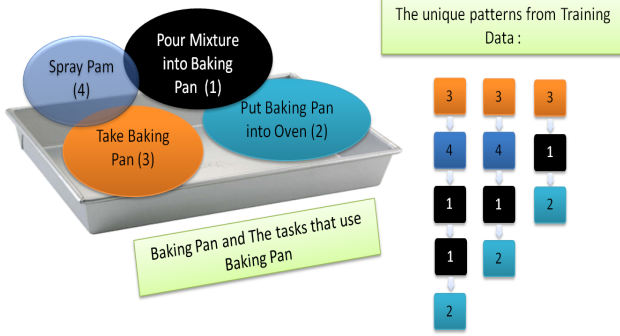 Spray Pam
(4)
Pour Mixture
into Baking
Pan (1)
Put Baking Pan
into Oven (2)
Take Baking
Pan (3)
Baking Pan and The tasks that use
Baking Pan
The unique patterns from Training
Data :
3 3 3
4 4 1
1 1 2
1 2
2